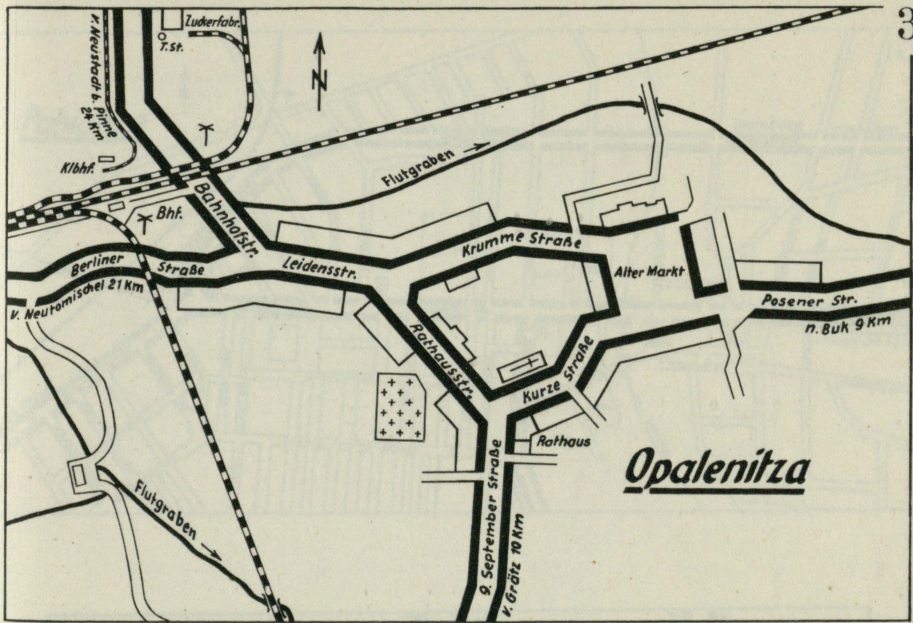 3
Zuckerfabr.
T.St.
v. Neustadt b. Pinne
24 Km
N
Klbhf.
Flutgraben
Bhf.
Bahnhofstr.
Krumme Straße
Berliner Straße
Leidensstr.
Alter Markt
v. Neutomischel 21 Km
Posener Str.
n. Buk 9 Km
Rathausstr.
Kurze Straße
Rathaus
Opalenitza
Flutgraben
9. September Straße
v. Grätz 10 Km